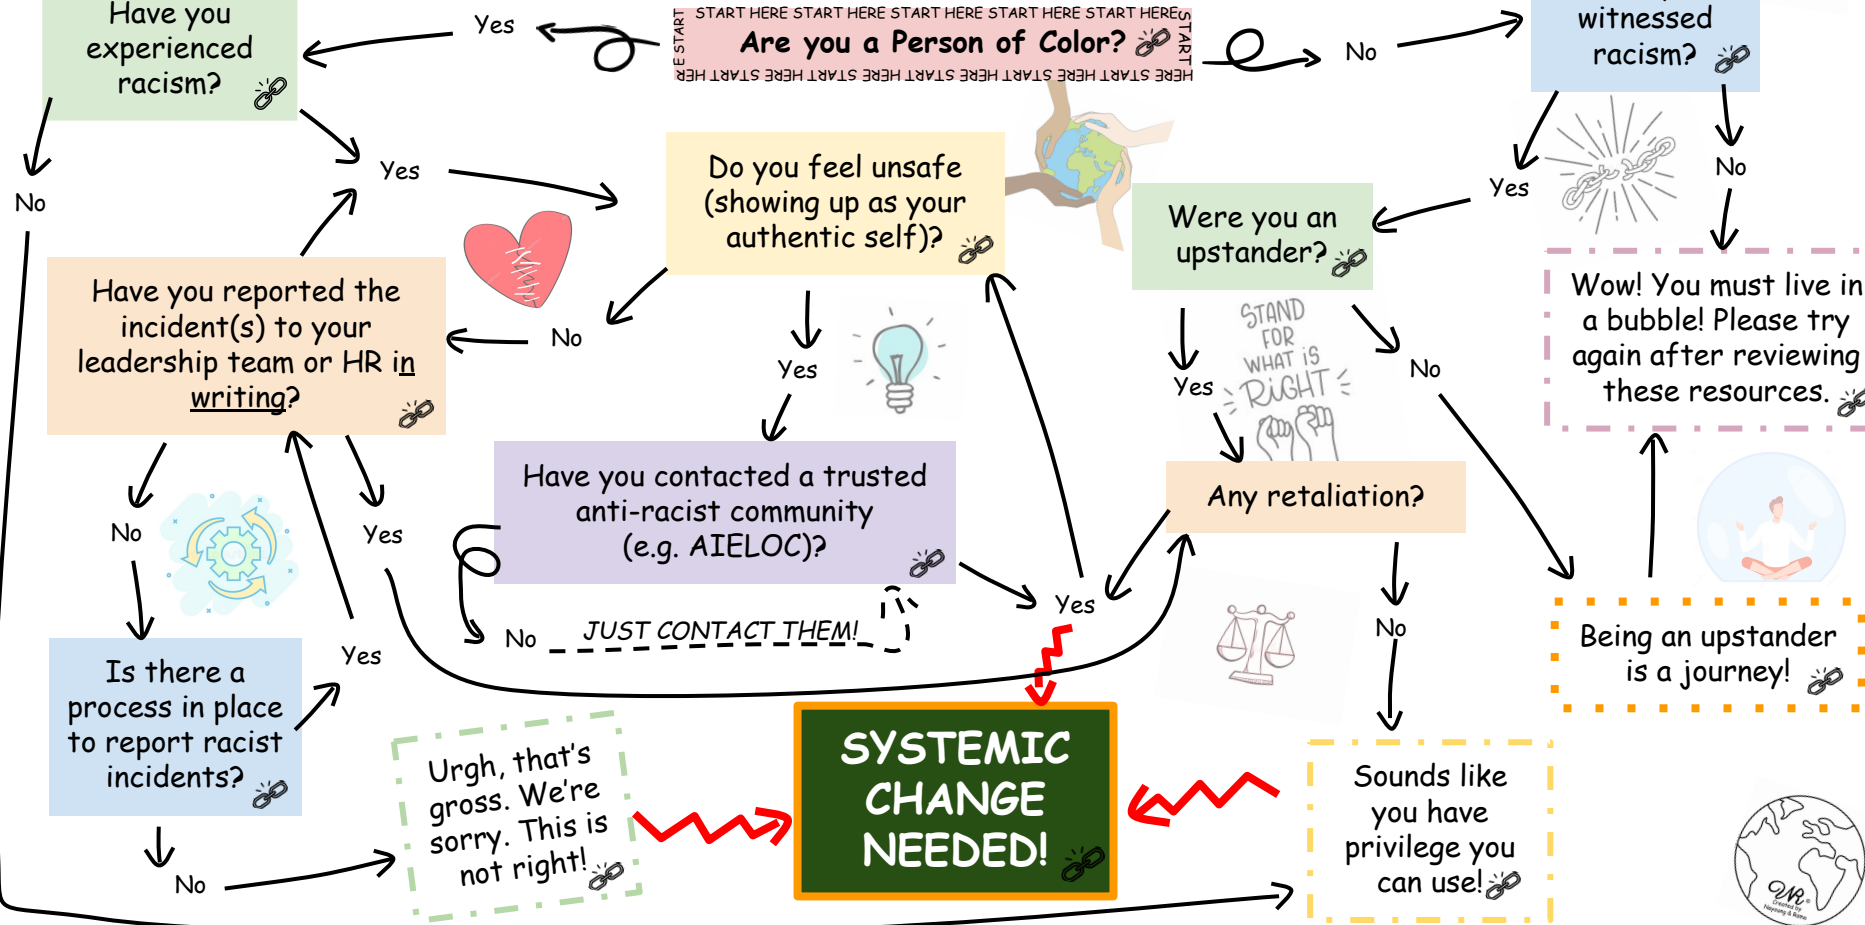 START HERE START HERE START HERE START HERE START HERE
E START
START
Are you a Person of Color?
HERE START HERE START HERE START HERE START HERE START HER
Yes
No
Have you
experienced
racism?
witnessed
racism?
No
Yes
Yes
No
Do you feel unsafe
(showing up as your
authentic self)?
Were you an
upstander?
Wow! You must live in
a bubble! Please try
again after reviewing
these resources.
Have you reported the
incident(s) to your
leadership team or HR in
writing?
No
Yes
STAND
FOR
WHAT IS
RIGHT
Yes
No
Have you contacted a trusted
anti-racist community
(e.g. AIELOC)?
Any retaliation?
No
Yes
No
JUST CONTACT THEM!
Yes
No
Being an upstander
is a journey!
Is there a
process in place
to report racist
incidents?
Yes
No
Urgh, that's
gross. We're
sorry. This is
not right!
SYSTEMIC
CHANGE
NEEDED!
Sounds like
you have
privilege you
can use!
Created by
Nayoung & Rama